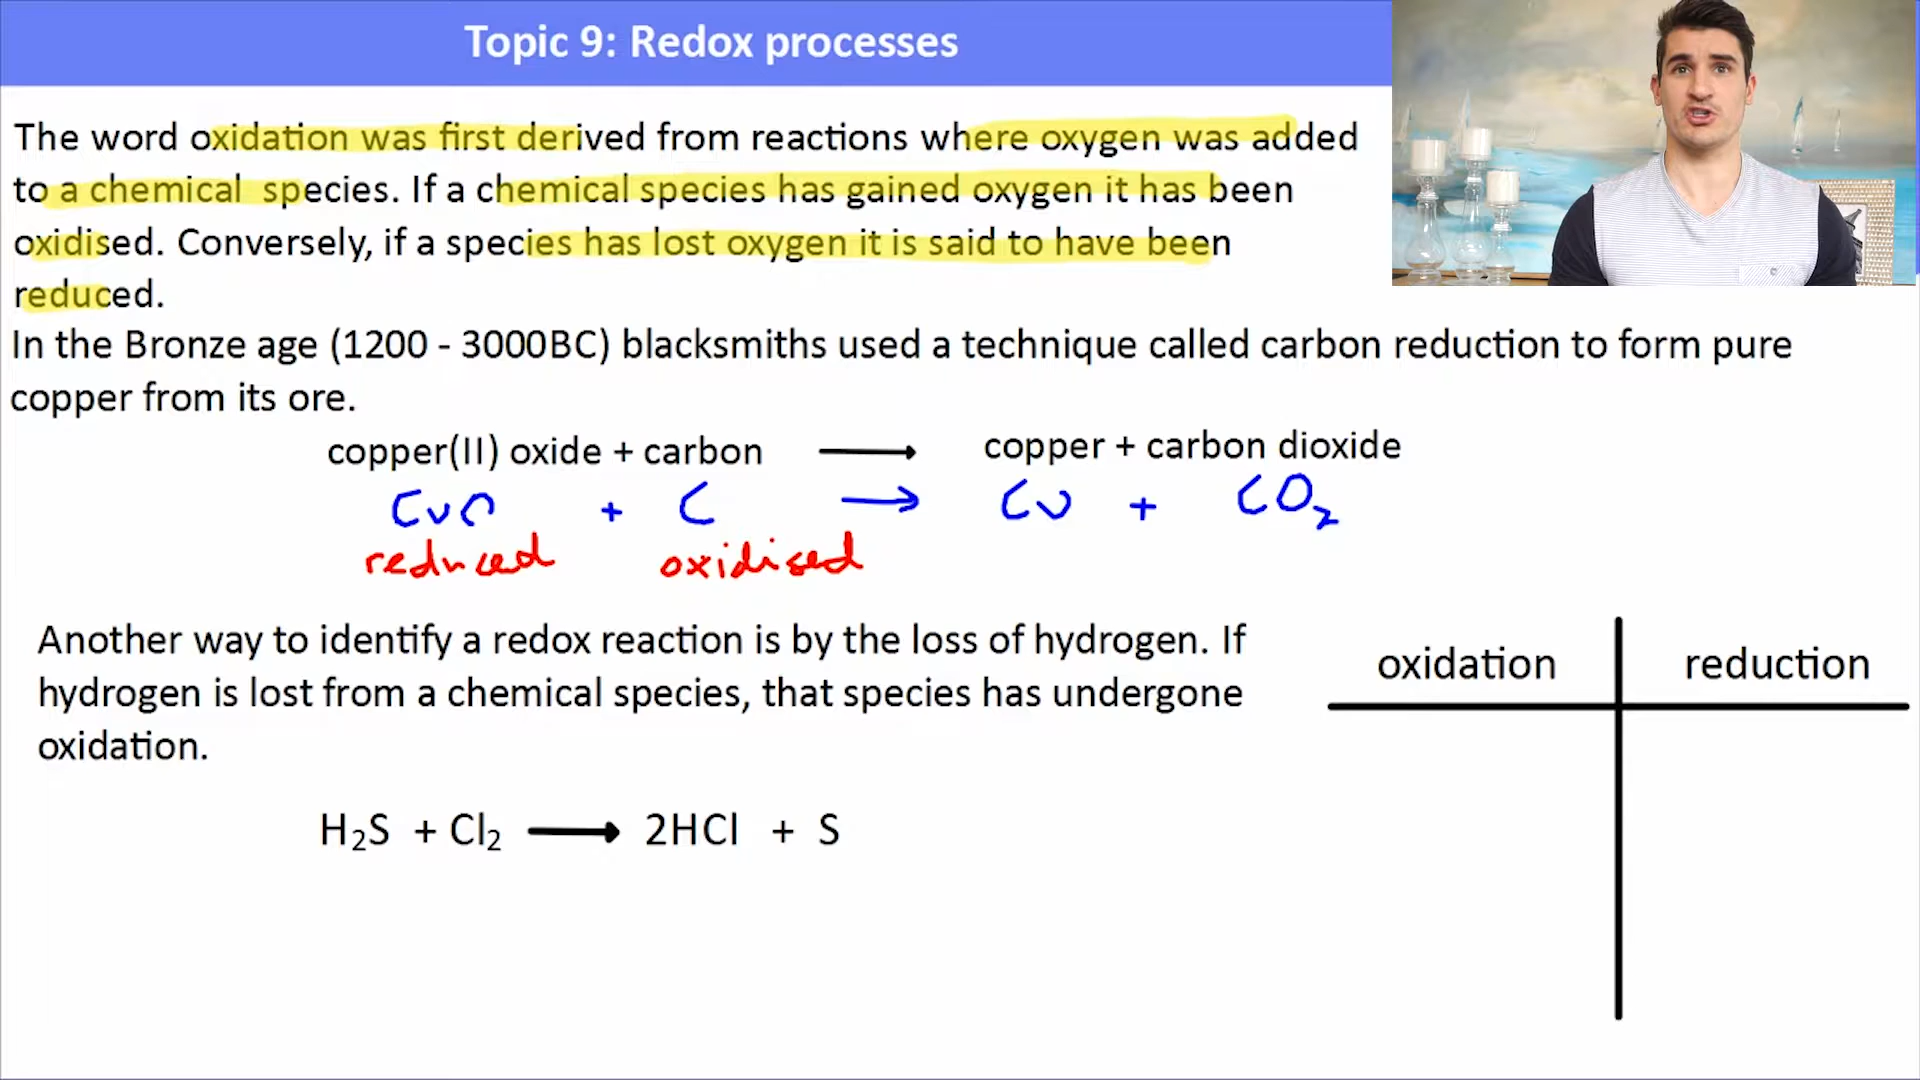 Topic 9: Redox processes
The word oxidation was first derived from reactions where oxygen was added
to a chemical species. If a chemical species has gained oxygen it has been
oxidised. Conversely, if a species has lost oxygen it is said to have been
reduced.
In the Bronze age (1200 - 3000BC) blacksmiths used a technique called carbon reduction to form pure
copper from its ore.
copper(II) oxide + carbon ⟶ copper + carbon dioxide
CuO + C → Cu + CO₂
reduced oxidised
Another way to identify a redox reaction is by the loss of hydrogen. If
hydrogen is lost from a chemical species, that species has undergone
oxidation.
oxidation reduction
H₂S + Cl₂ ⟶ 2HCl + S